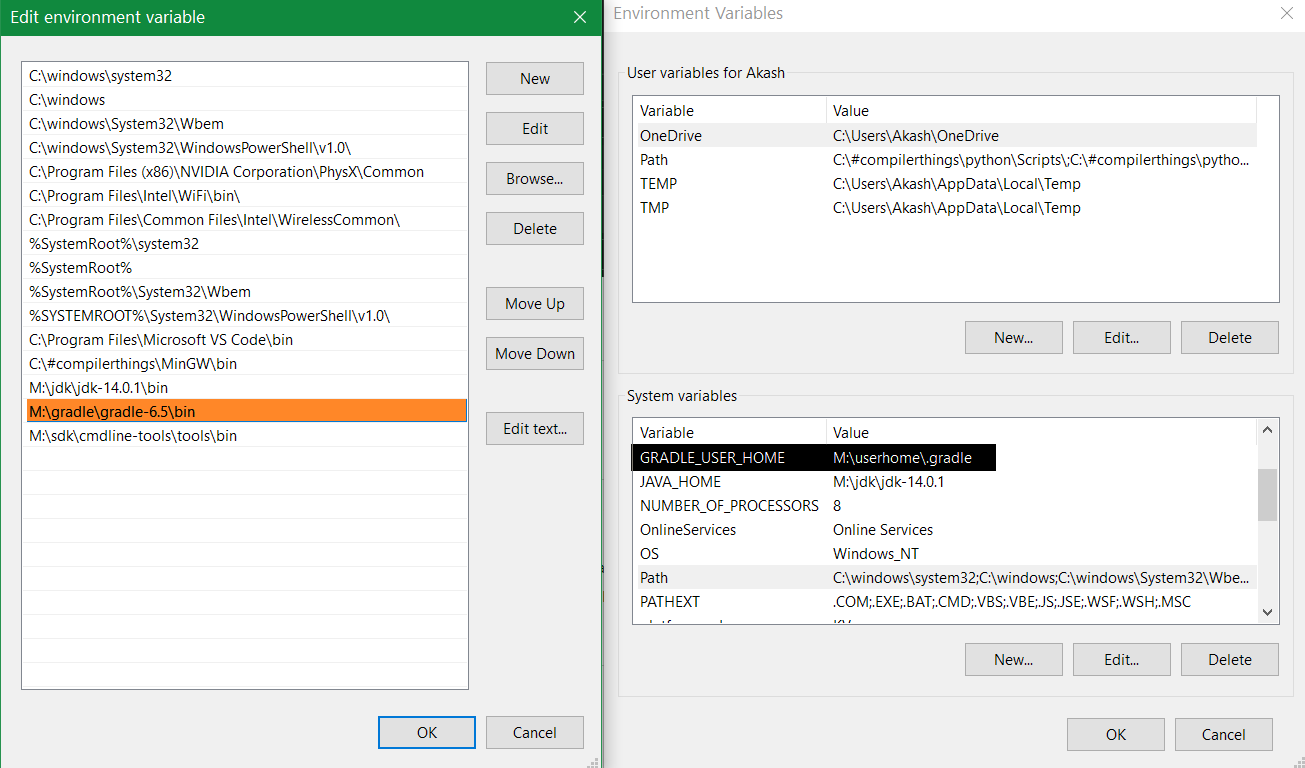 Edit environment variable
C:\windows\system32
C:\windows
C:\windows\System32\Wbem
C:\windows\System32\WindowsPowerShell\v1.0\
C:\Program Files (x86)\NVIDIA Corporation\PhysX\Common
C:\Program Files\Intel\WiFi\bin\
C:\Program Files\Common Files\Intel\WirelessCommon\
%SystemRoot%\system32
%SystemRoot%
%SystemRoot%\System32\Wbem
%SYSTEMROOT%\System32\WindowsPowerShell\v1.0\
C:\Program Files\Microsoft VS Code\bin
C:\#compilerthings\MinGW\bin
M:\jdk\jdk-14.0.1\bin
M:\gradle\gradle-6.5\bin
M:\sdk\cmdline-tools\tools\bin
New
Edit
Browse...
Delete
Move Up
Move Down
Edit text...
OK Cancel
Environment Variables
User variables for Akash
Variable Value
OneDrive C:\Users\Akash\OneDrive
Path C:\#compilerthings\python\Scripts\;C:\#compilerthings\pytho...
TEMP C:\Users\Akash\AppData\Local\Temp
TMP C:\Users\Akash\AppData\Local\Temp
New... Edit... Delete
System variables
Variable Value
GRADLE_USER_HOME M:\userhome\.gradle
JAVA_HOME M:\jdk\jdk-14.0.1
NUMBER_OF_PROCESSORS 8
OnlineServices Online Services
OS Windows_NT
Path C:\windows\system32;C:\windows;C:\windows\System32\Wbe...
PATHEXT .COM;.EXE;.BAT;.CMD;.VBS;.VBE;.JS;.JSE;.WSF;.WSH;.MSC
New... Edit... Delete
OK Cancel